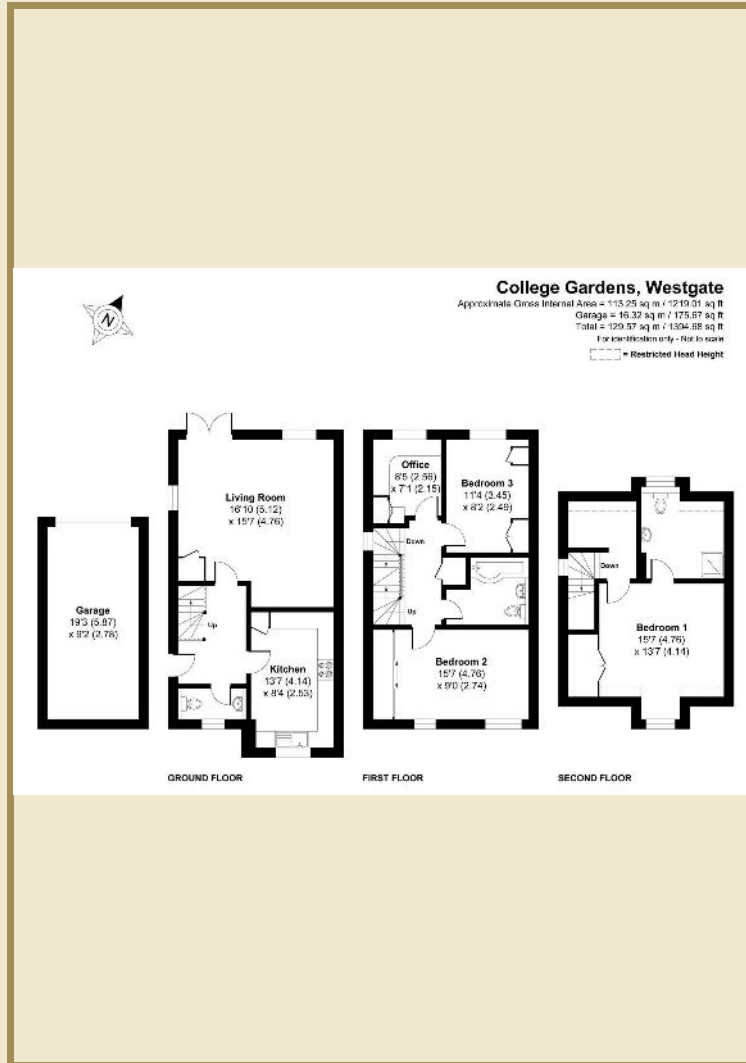 College Gardens, Westgate
Approximate Gross Internal Area = 113.25 sq m / 1219.01 sq ft
Garage = 16.32 sq m / 175.67 sq ft
Total = 129.57 sq m / 1394.68 sq ft
For identification only - Not to scale
= Restricted Head Height
N
Garage
19'3 (5.87)
x 9'2 (2.78)
Living Room
16'10 (5.12)
x 15'7 (4.76)
Up
Kitchen
13'7 (4.14)
x 8'4 (2.53)
GROUND FLOOR
Office
8'5 (2.56)
x 7'1 (2.15)
Bedroom 3
11'4 (3.45)
x 8'2 (2.49)
Down
Up
Bedroom 2
15'7 (4.76)
x 9'0 (2.74)
FIRST FLOOR
Down
Bedroom 1
15'7 (4.76)
x 13'7 (4.14)
SECOND FLOOR